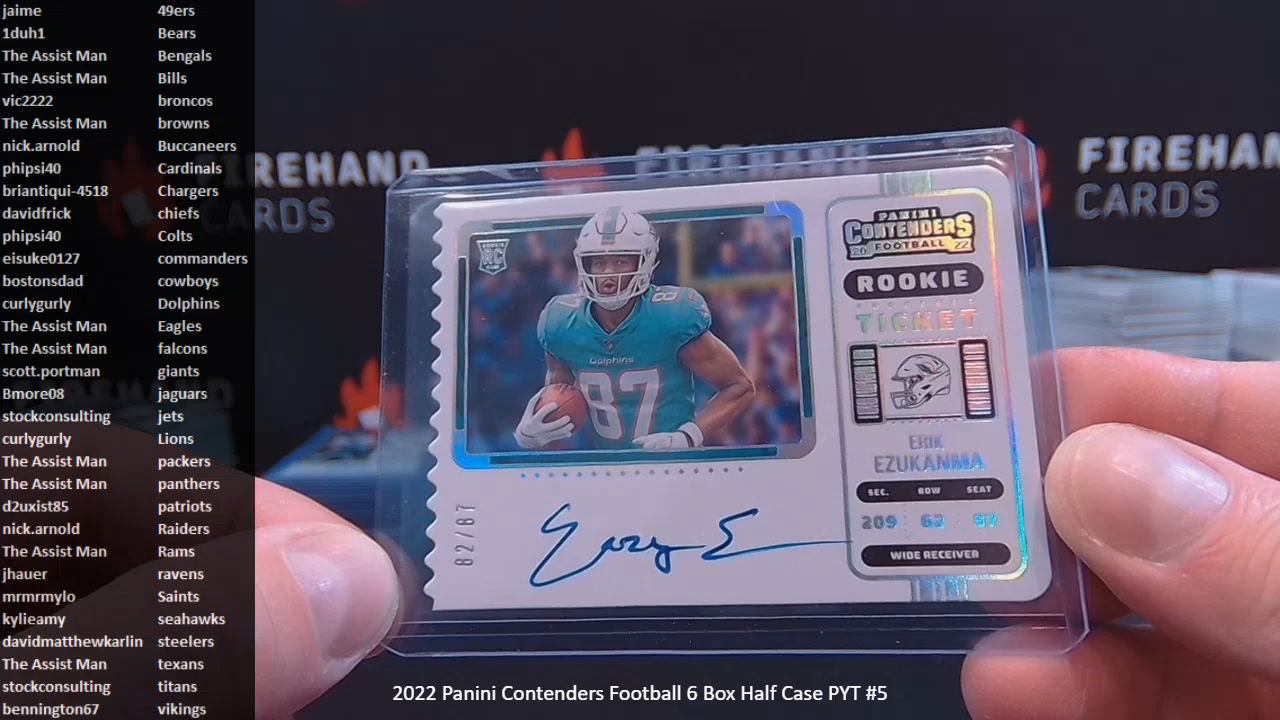 jaime 49ers
1duh1 Bears
The Assist Man Bengals
The Assist Man Bills
vic2222 broncos
The Assist Man browns
nick.arnold Buccaneers
phipsi40 Cardinals
briantiqui-4518 Chargers
davidfrick chiefs
phipsi40 Colts
eisuke0127 commanders
bostonsdad cowboys
curlygurly Dolphins
The Assist Man Eagles
The Assist Man falcons
scott.portman giants
Bmore08 jaguars
stockconsulting jets
curlygurly Lions
The Assist Man packers
The Assist Man panthers
d2uxist85 patriots
nick.arnold Raiders
The Assist Man Rams
jhauer ravens
mrmrmylo Saints
kylieamy seahawks
davidmatthewkarlin steelers
The Assist Man texans
stockconsulting titans
bennington67 vikings
FIREHAND
CARDS
FIREHAND
FIREHAN
CARDS
ROOKIE
RC
87
Dolphins
87
PANINI
CONTENDERS
20 FOOTBALL 22
ROOKIE
TICKET
ERIK
EZUKANMA
SEC. ROW SEAT
209 62 87
WIDE RECEIVER
82/87
2022 Panini Contenders Football 6 Box Half Case PYT #5